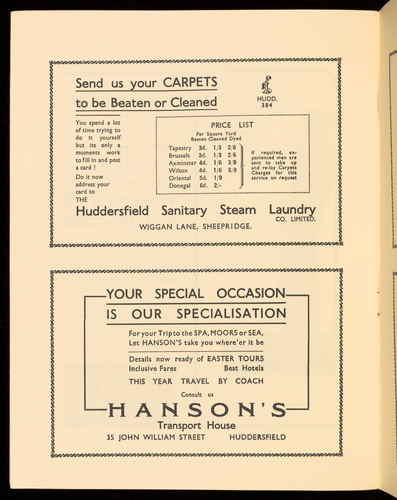 Send us your CARPETS
to be Beaten or Cleaned
HUDD.
384
You spend a lot
of time trying to
do it yourself
but its only a
moments work
to fill in and post
a card !
Do it now
address your
card to
THE
PRICE LIST
Per Square Yard
Beaten Cleaned Dyed
Tapestry 3d. 1/3 2/6
Brussels 3d. 1/3 2/6
Axminster 4d. 1/6 3/9
Wilton 4d. 1/6 3/9
Oriental 5d. 1/9
Donegal 6d. 2/-
If required, ex-
perienced men are
sent to take up
and re-lay Carpets
Charges for this
service on request
Huddersfield Sanitary Steam Laundry
CO. LIMITED.
WIGGAN LANE, SHEEPRIDGE.
YOUR SPECIAL OCCASION
IS OUR SPECIALISATION
For your Trip to the SPA, MOORS or SEA,
Let HANSON'S take you where'er it be
Details now ready of EASTER TOURS
Inclusive Fares Best Hotels
THIS YEAR TRAVEL BY COACH
Consult us
HANSON'S
Transport House
35 JOHN WILLIAM STREET HUDDERSFIELD